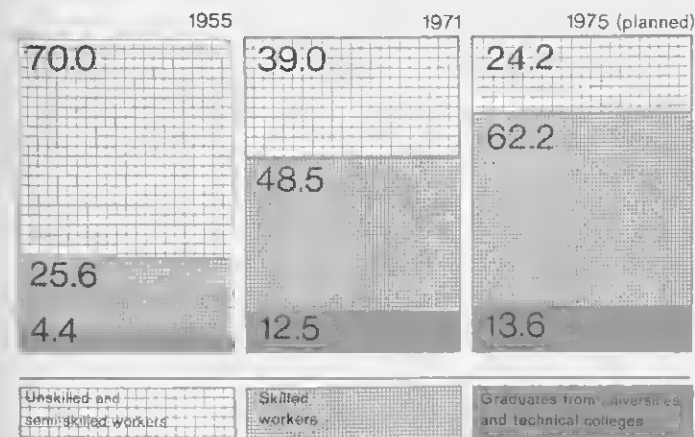 1955
1971
1975 (planned)
70.0
39.0
24.2
25.6
48.5
62.2
4.4
12.5
13.6
Unskilled and
semi-skilled workers
Skilled
workers
Graduates from universities
and technical colleges